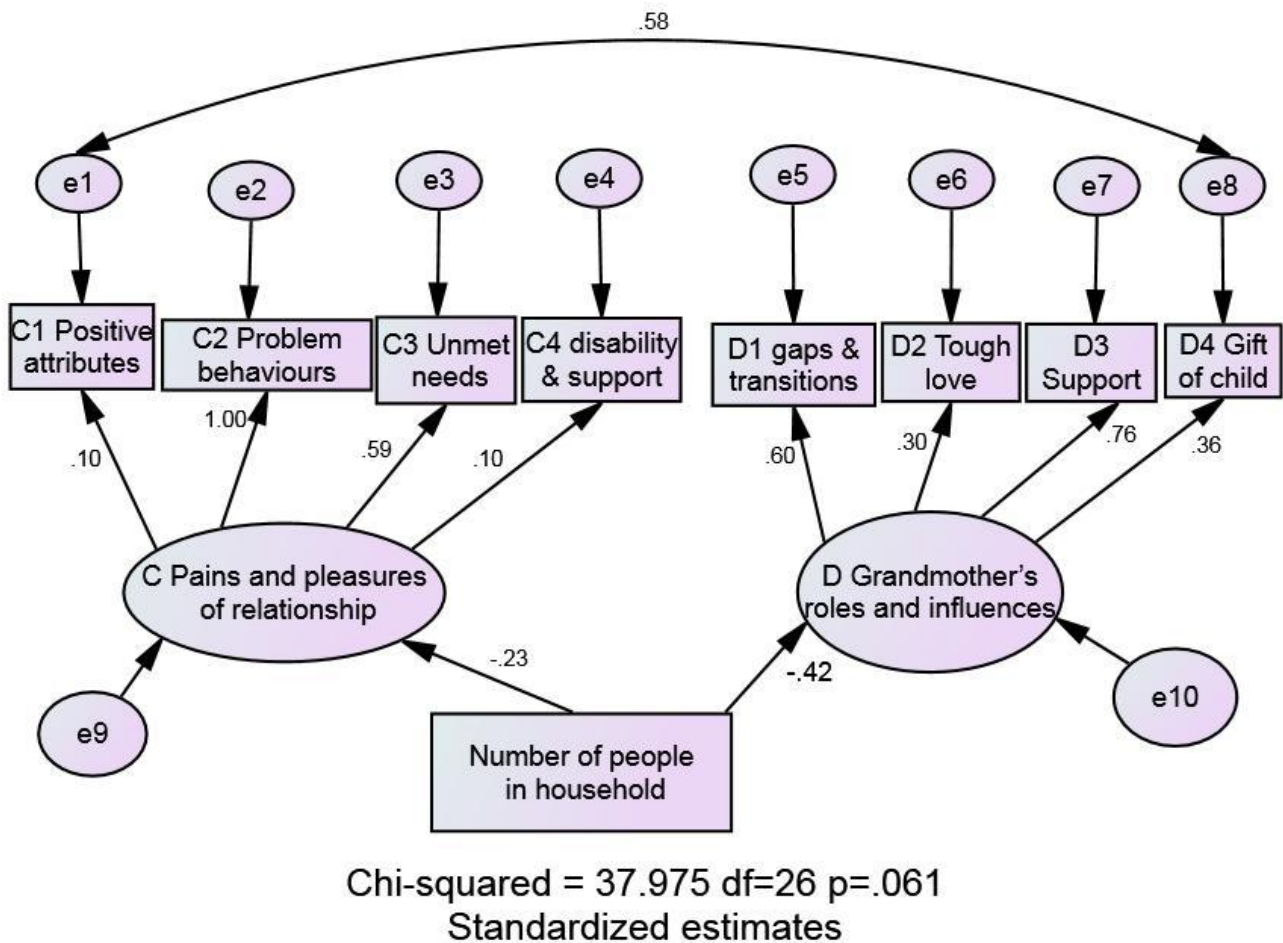 .58
e1
e2
e3
e4
e5
e6
e7
e8
C1 Positive
attributes
C2 Problem
behaviours
C3 Unmet
needs
C4 disability
& support
D1 gaps &
transitions
D2 Tough
love
D3
Support
D4 Gift
of child
.10
1.00
.59
.10
.60
.30
.76
.36
C Pains and pleasures
of relationship
D Grandmother's
roles and influences
-.23
-.42
e9
e10
Number of people
in household
Chi-squared = 37.975 df=26 p=.061
Standardized estimates